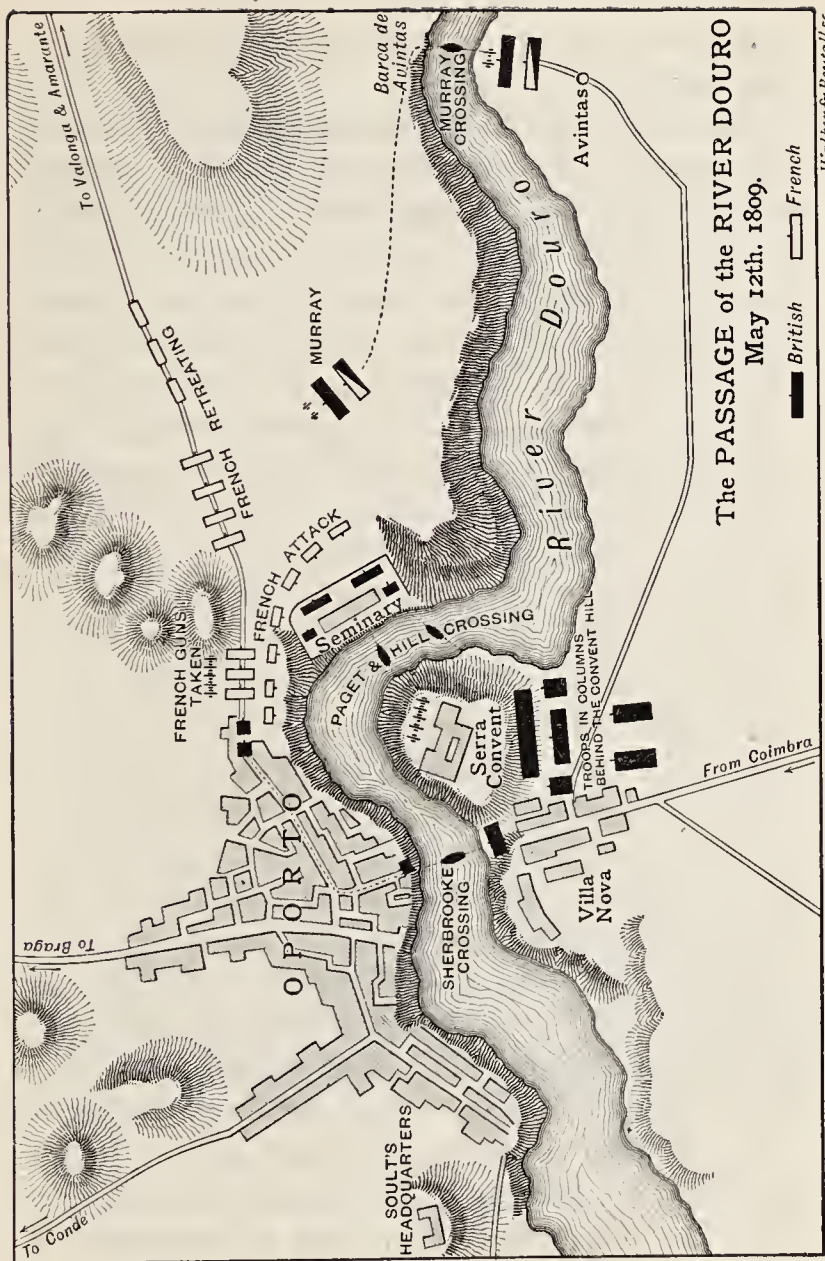 The PASSAGE of the RIVER DOURO
May 12th. 1809.
British
French
To Valonga & Amarante
Barca de
Avintas
MURRAY
CROSSING
Avintas
MURRAY
River Douro
FRENCH RETREATING
FRENCH ATTACK
FRENCH GUNS
TAKEN
Seminary
PAGET & HILL CROSSING
Serra
Convent
TROOPS IN COLUMNS
BEHIND THE CONVENT HILL
From Coimbra
OPORTO
To Braga
SHERBROOKE
CROSSING
Villa
Nova
SOULT'S
HEADQUARTERS
To Conde